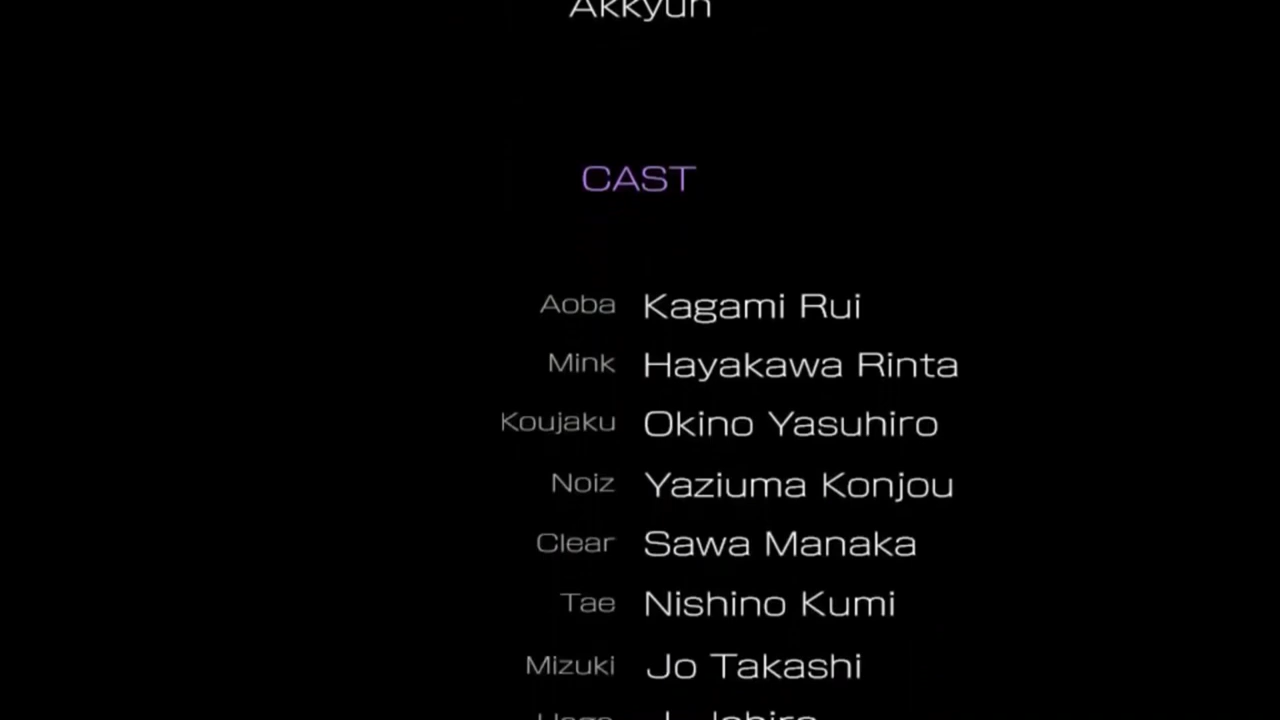 Akkyun
CAST
Aoba Kagami Rui
Mink Hayakawa Rinta
Koujaku Okino Yasuhiro
Noiz Yaziuma Konjou
Clear Sawa Manaka
Tae Nishino Kumi
Mizuki Jo Takashi